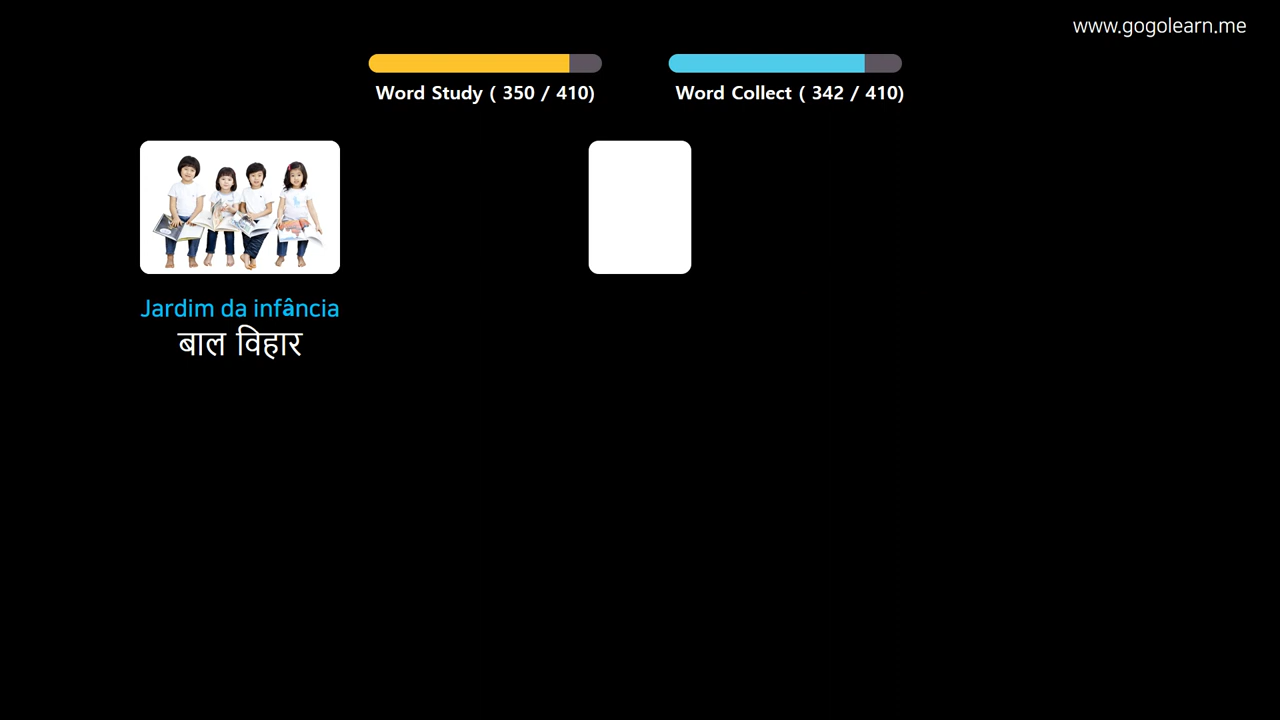 www.gogolearn.me
Word Study ( 350 / 410)
Word Collect ( 342 / 410)
Jardim da infância
बाल विहार